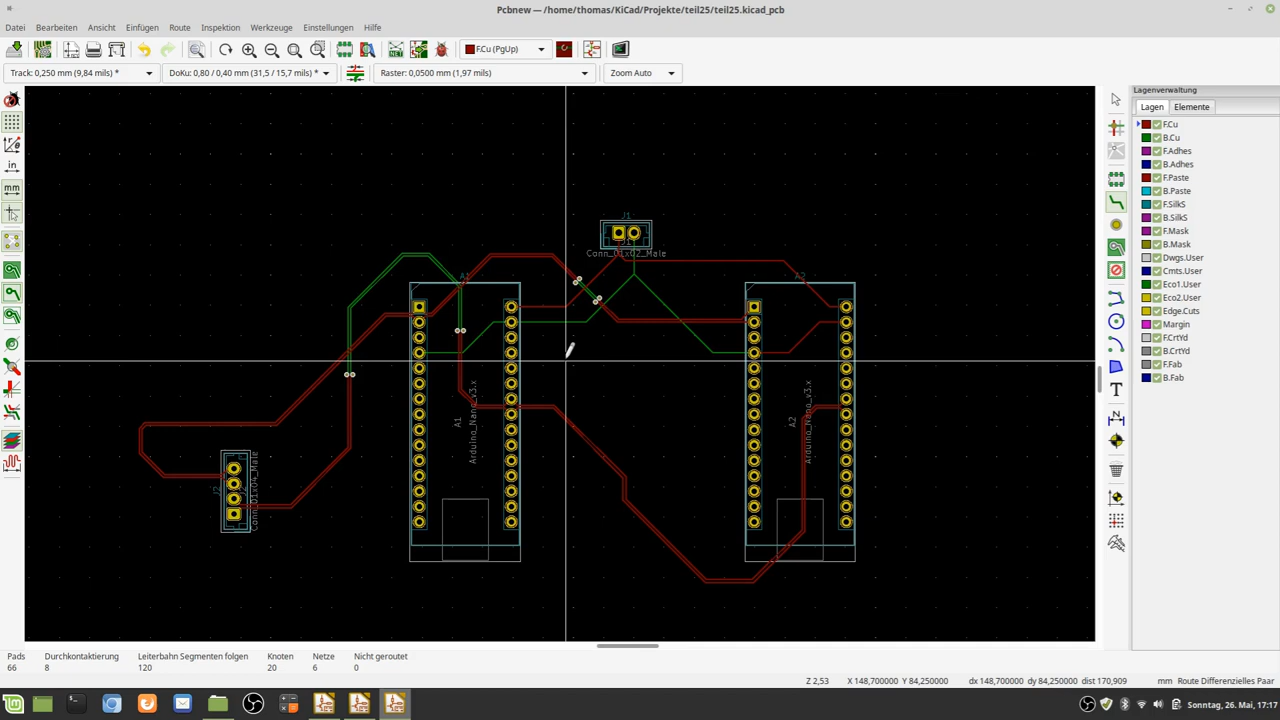 Pcbnew — /home/thomas/KiCad/Projekte/teil25/teil25.kicad_pcb
Datei Bearbeiten Ansicht Einfügen Route Inspektion Werkzeuge Einstellungen Hilfe
F.Cu (PgUp)
Track: 0,250 mm (9,84 mils) * DoKu: 0,80 / 0,40 mm (31,5 / 15,7 mils) * Raster: 0,0500 mm (1,97 mils) Zoom Auto
Lagenverwaltung
Lagen Elemente
F.Cu
B.Cu
F.Adhes
B.Adhes
F.Paste
B.Paste
F.SilkS
B.SilkS
F.Mask
B.Mask
Dwgs.User
Cmts.User
Eco1.User
Eco2.User
Edge.Cuts
Margin
F.CrtYd
B.CrtYd
F.Fab
B.Fab
in
mm
J1
Conn_01x02_Male
A1
A2
A1
Arduino_Nano_v3.x
A2
Arduino_Nano_v3.x
J2
Conn_01x04_Male
Pads Durchkontaktierung Leiterbahn Segmenten folgen Knoten Netze Nicht geroutet
66 8 120 20 6 0
Z 2,53 X 148,700000 Y 84,250000 dx 148,700000 dy 84,250000 dist 170,909 mm Route Differenzielles Paar
Sonntag, 26. Mai, 17:17